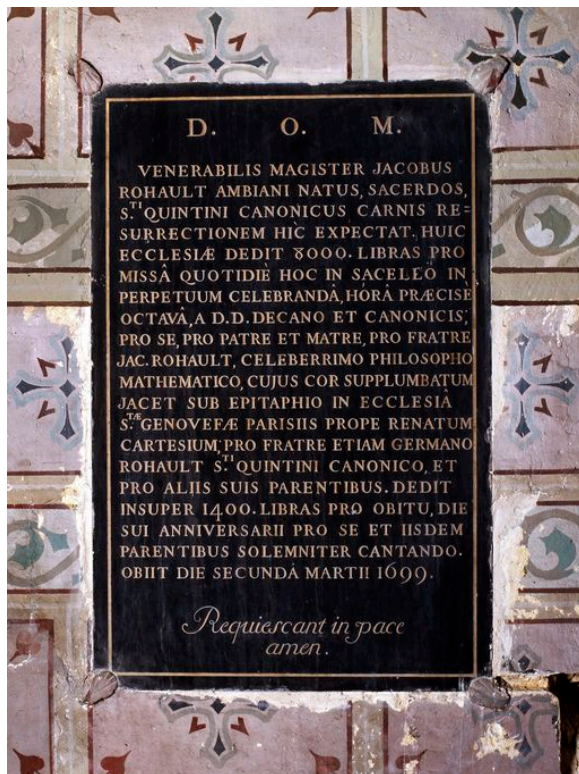 D. O. M.
VENERABILIS MAGISTER JACOBUS
ROHAULT AMBIANI NATUS, SACERDOS,
S.TI QUINTINI CANONICUS CARNIS RE=
SURRECTIONEM HIC EXPECTAT. HUIC
ECCLESIÆ DEDIT 8000. LIBRAS PRO
MISSÂ QUOTIDIE HOC IN SACELLO IN
PERPETUUM CELEBRANDÂ, HORÂ PRÆCISE
OCTAVÂ, A D.D. DECANO ET CANONICIS,
PRO SE, PRO PATRE ET MATRE, PRO FRATRE
JAC. ROHAULT, CELEBERRIMO PHILOSOPHO
MATHEMATICO, CUJUS COR SUPPLUMBATUM
JACET SUB EPITAPHIO IN ECCLESIÂ
S.TÆ GENOVEFÆ PARISIIS PROPE RENATUM
CARTESIUM, PRO FRATRE ETIAM GERMANO
ROHAULT S.TI QUINTINI CANONICO, ET
PRO ALIIS SUIS PARENTIBUS. DEDIT
INSUPER 1400. LIBRAS PRO OBITU, DIE
SUI ANNIVERSARII PRO SE ET IISDEM
PARENTIBUS SOLEMNITER CANTANDO.
OBIIT DIE SECUNDÂ MARTII 1699.
Requiescant in pace
amen.